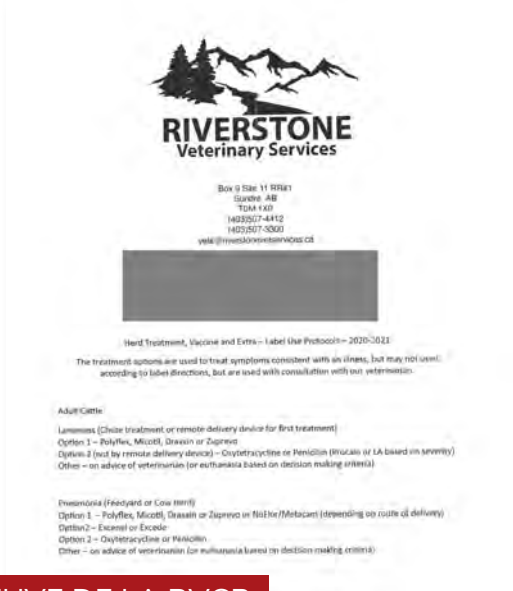 RIVERSTONE
Veterinary Services
Box 9 Site 11 RR#1
Sundre AB
T0M 1X0
(403)507-4412
(403)507-3300
Herd Treatment, Vaccine and Extra – Label Use Protocols – 2020-2021
The treatment options are used to treat symptoms consistent with an illness, but may not used
according to label directions, but are used with consultation with our veterinarian.
Adult Cattle
Lameness (Chute treatment or remote delivery device for first treatment)
Option 1 – Polyflex, Micotil, Draxxin or Zuprevo
Option 2 (not by remote delivery device) – Oxytetracycline or Penicillin (Procaine or LA based on severity)
Other – on advice of veterinarian (or euthanasia based on decision making criteria)
Pneumonia (Feedyard or Cow Herd)
Option 1 – Polyflex, Micotil, Draxxin or Zuprevo or Noflor/Metacam (depending on route of delivery)
Option2 – Excenel or Excede
Option 2 – Oxytetracycline or Penicillin
Other – on advice of veterinarian (or euthanasia based on decision making criteria)